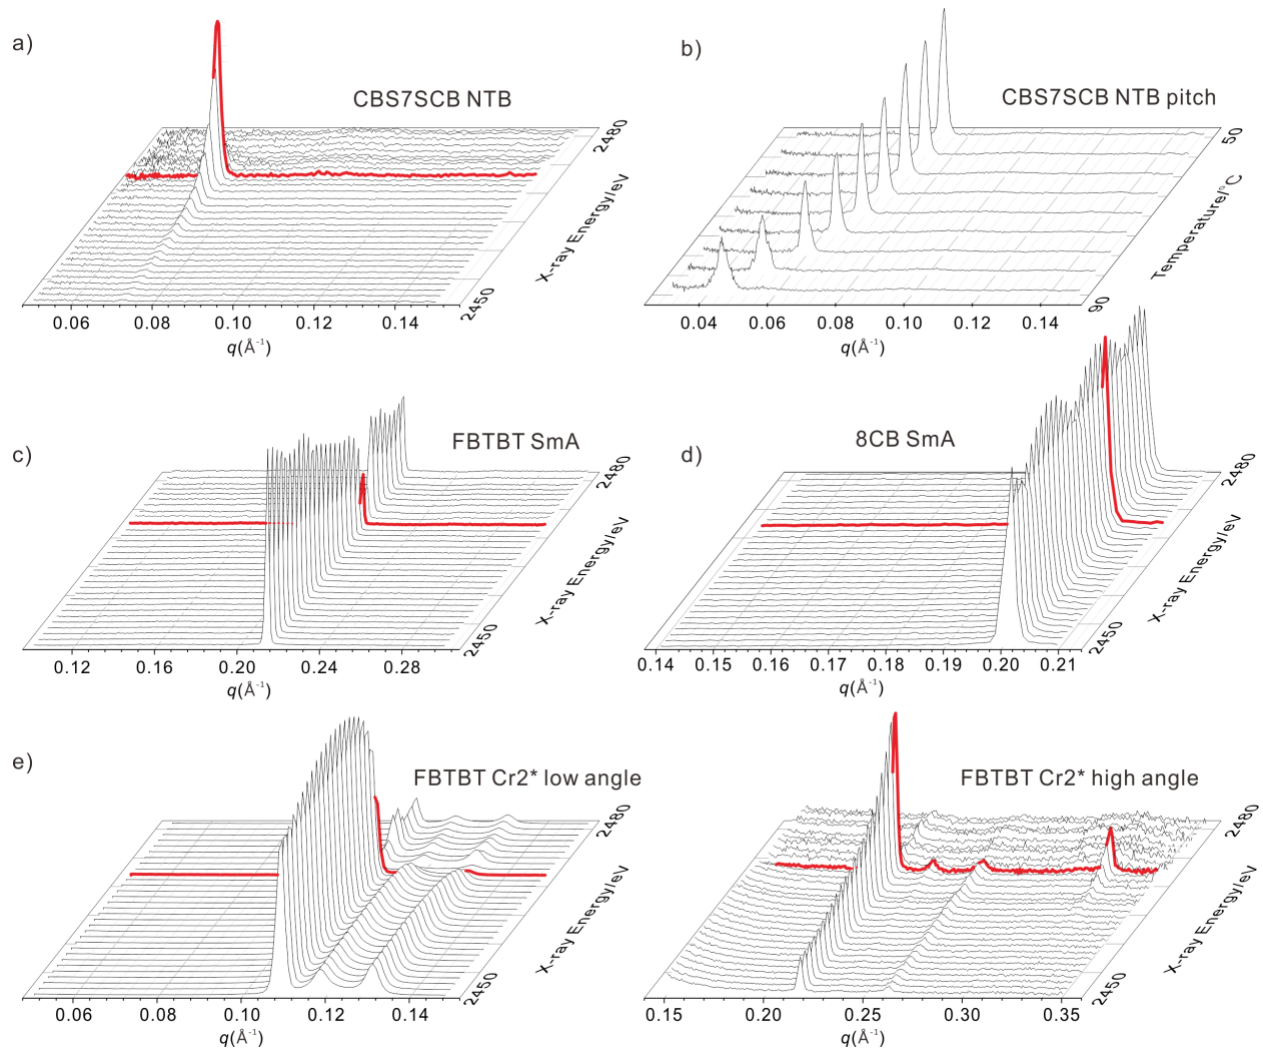 a)
CBS7SCB NTB
2480
X-ray Energy/eV
2450
0.06 0.08 0.10 0.12 0.14
q(Å⁻¹)
b)
CBS7SCB NTB pitch
50
Temperature/°C
90
0.04 0.06 0.08 0.10 0.12 0.14
q(Å⁻¹)
c)
FBTBT SmA
2480
X-ray Energy/eV
2450
0.12 0.16 0.20 0.24 0.28
q(Å⁻¹)
d)
8CB SmA
2480
X-ray Energy/eV
2450
0.14 0.15 0.16 0.17 0.18 0.19 0.20 0.21
q(Å⁻¹)
e)
FBTBT Cr2* low angle
2480
X-ray Energy/eV
2450
0.06 0.08 0.10 0.12 0.14
q(Å⁻¹)
FBTBT Cr2* high angle
2480
X-ray Energy/eV
2450
0.15 0.20 0.25 0.30 0.35
q(Å⁻¹)